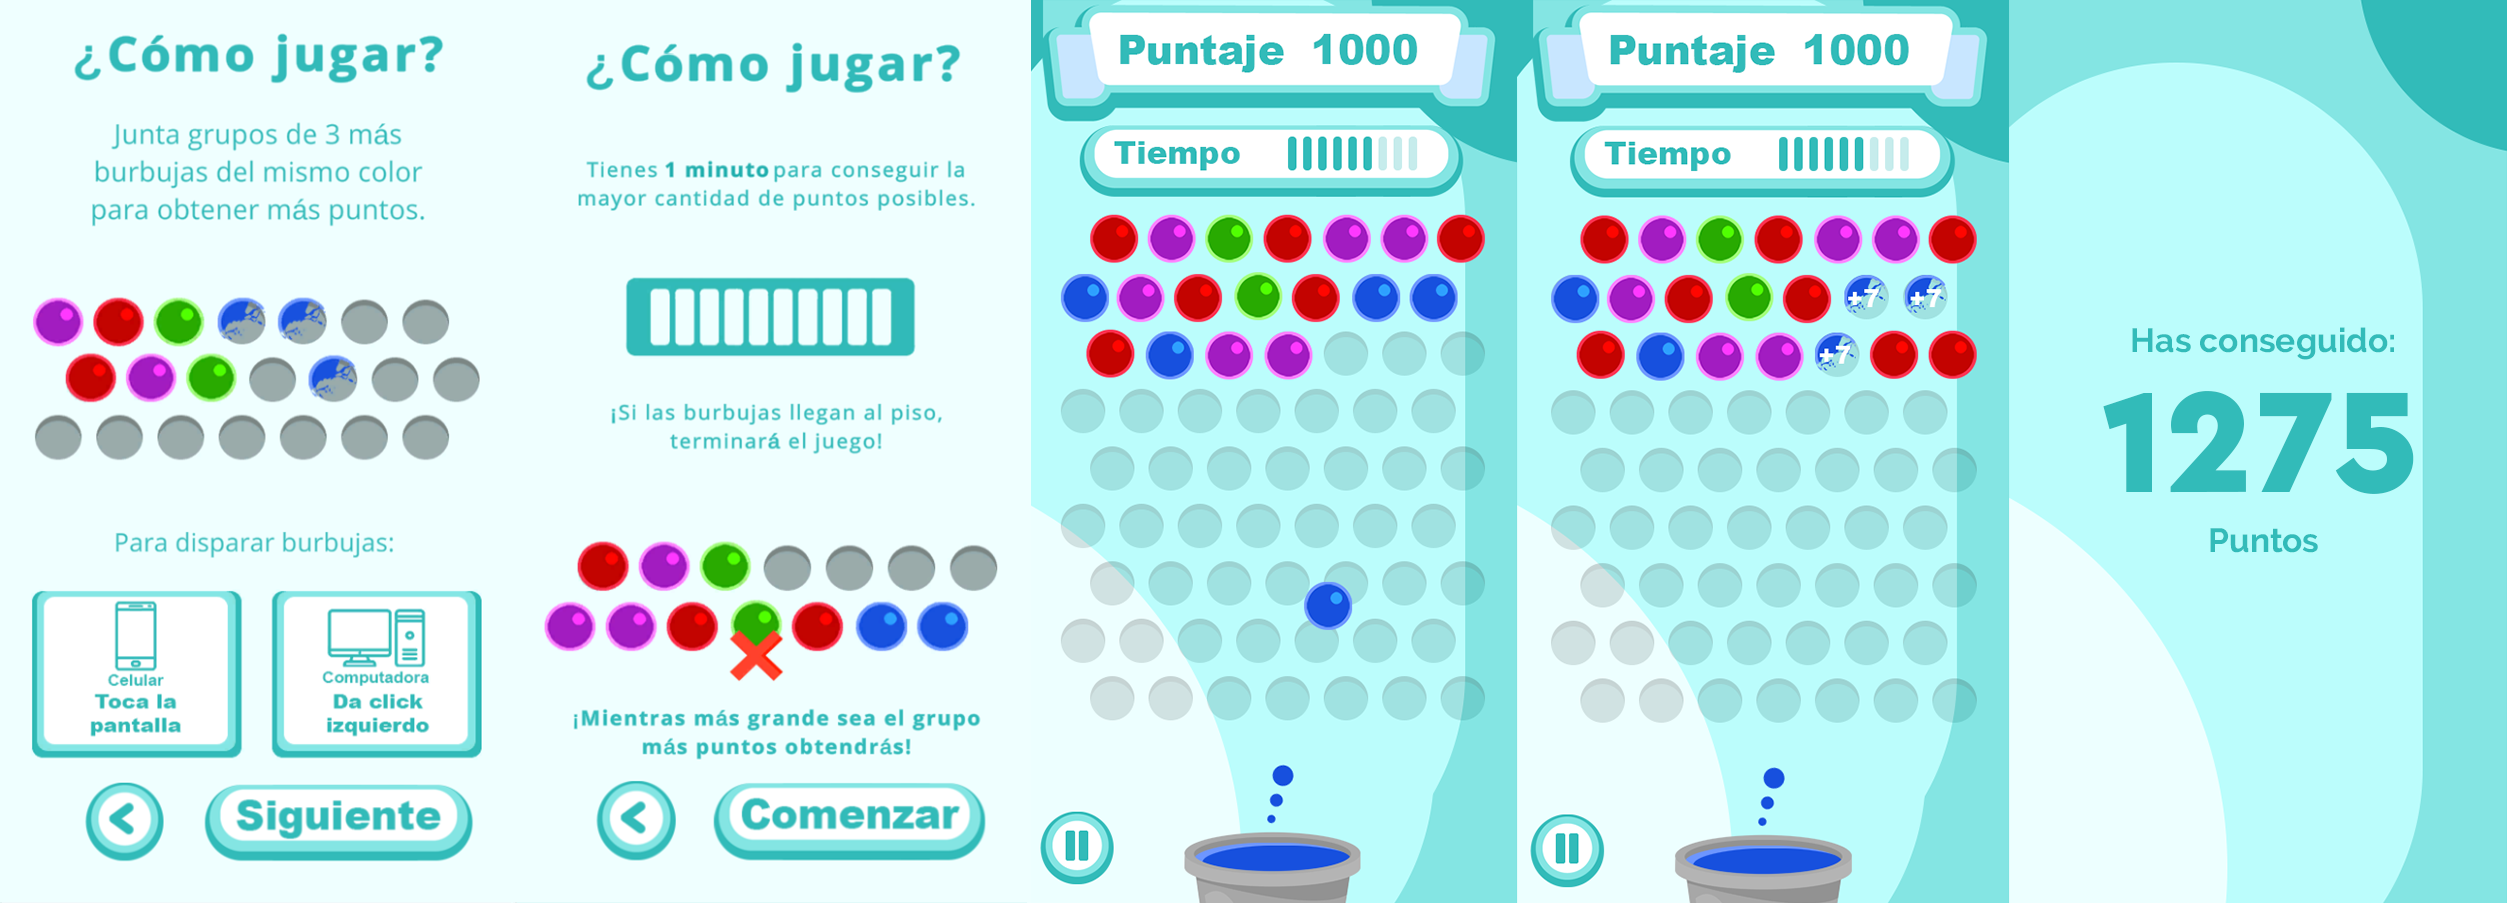 ¿Cómo jugar?
Junta grupos de 3 más
burbujas del mismo color
para obtener más puntos.
Para disparar burbujas:
Celular
Toca la
pantalla
Computadora
Da click
izquierdo
Siguiente
¿Cómo jugar?
Tienes 1 minuto para conseguir la
mayor cantidad de puntos posibles.
¡Si las burbujas llegan al piso,
terminará el juego!
¡Mientras más grande sea el grupo
más puntos obtendrás!
Comenzar
Puntaje 1000
Tiempo
Puntaje 1000
Tiempo
+7 +7
+7
Has conseguido:
1275
Puntos